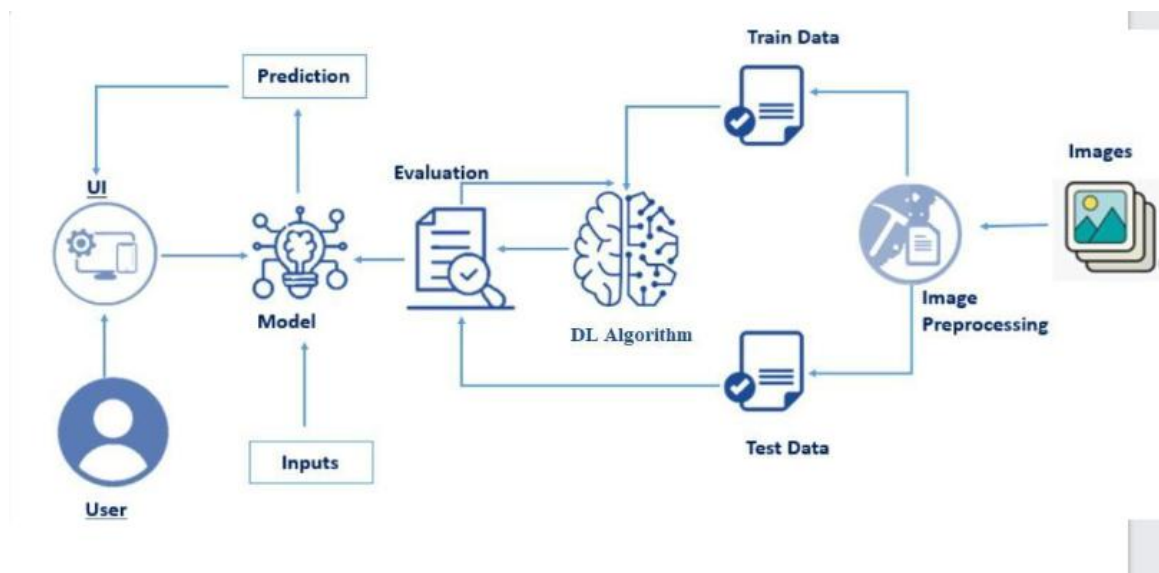 Train Data
Prediction
Images
Evaluation
UI
Image
Preprocessing
Model
DL Algorithm
Inputs
Test Data
User